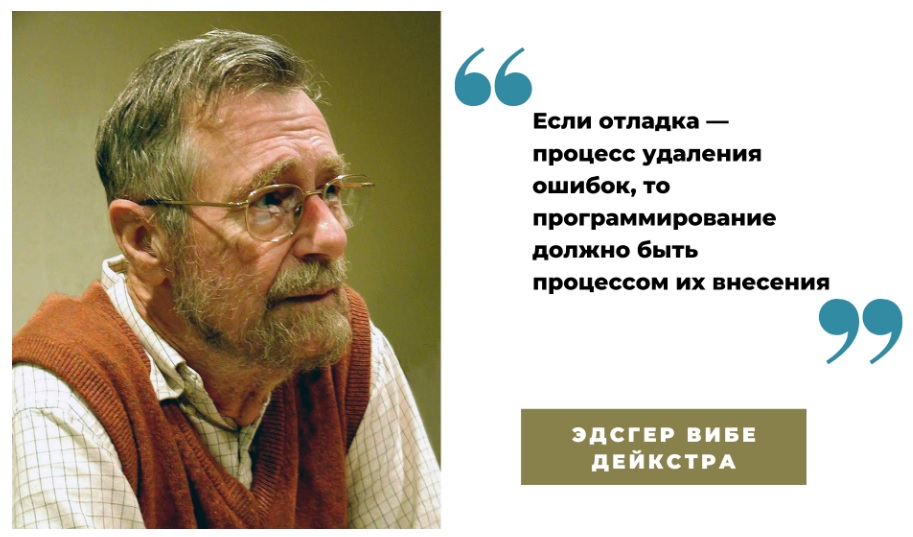 Если отладка —
процесс удаления
ошибок, то
программирование
должно быть
процессом их внесения
ЭДСГЕР ВИБЕ
ДЕЙКСТРА